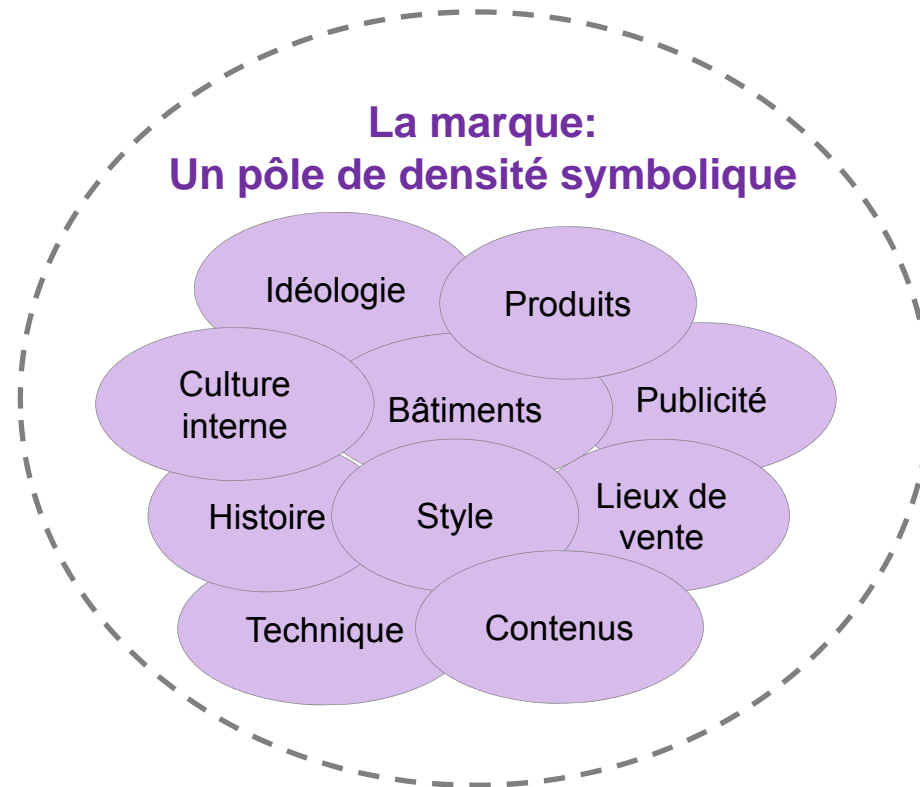 La marque:
Un pôle de densité symbolique
Idéologie
Produits
Culture
interne
Bâtiments
Publicité
Histoire
Style
Lieux de
vente
Technique
Contenus